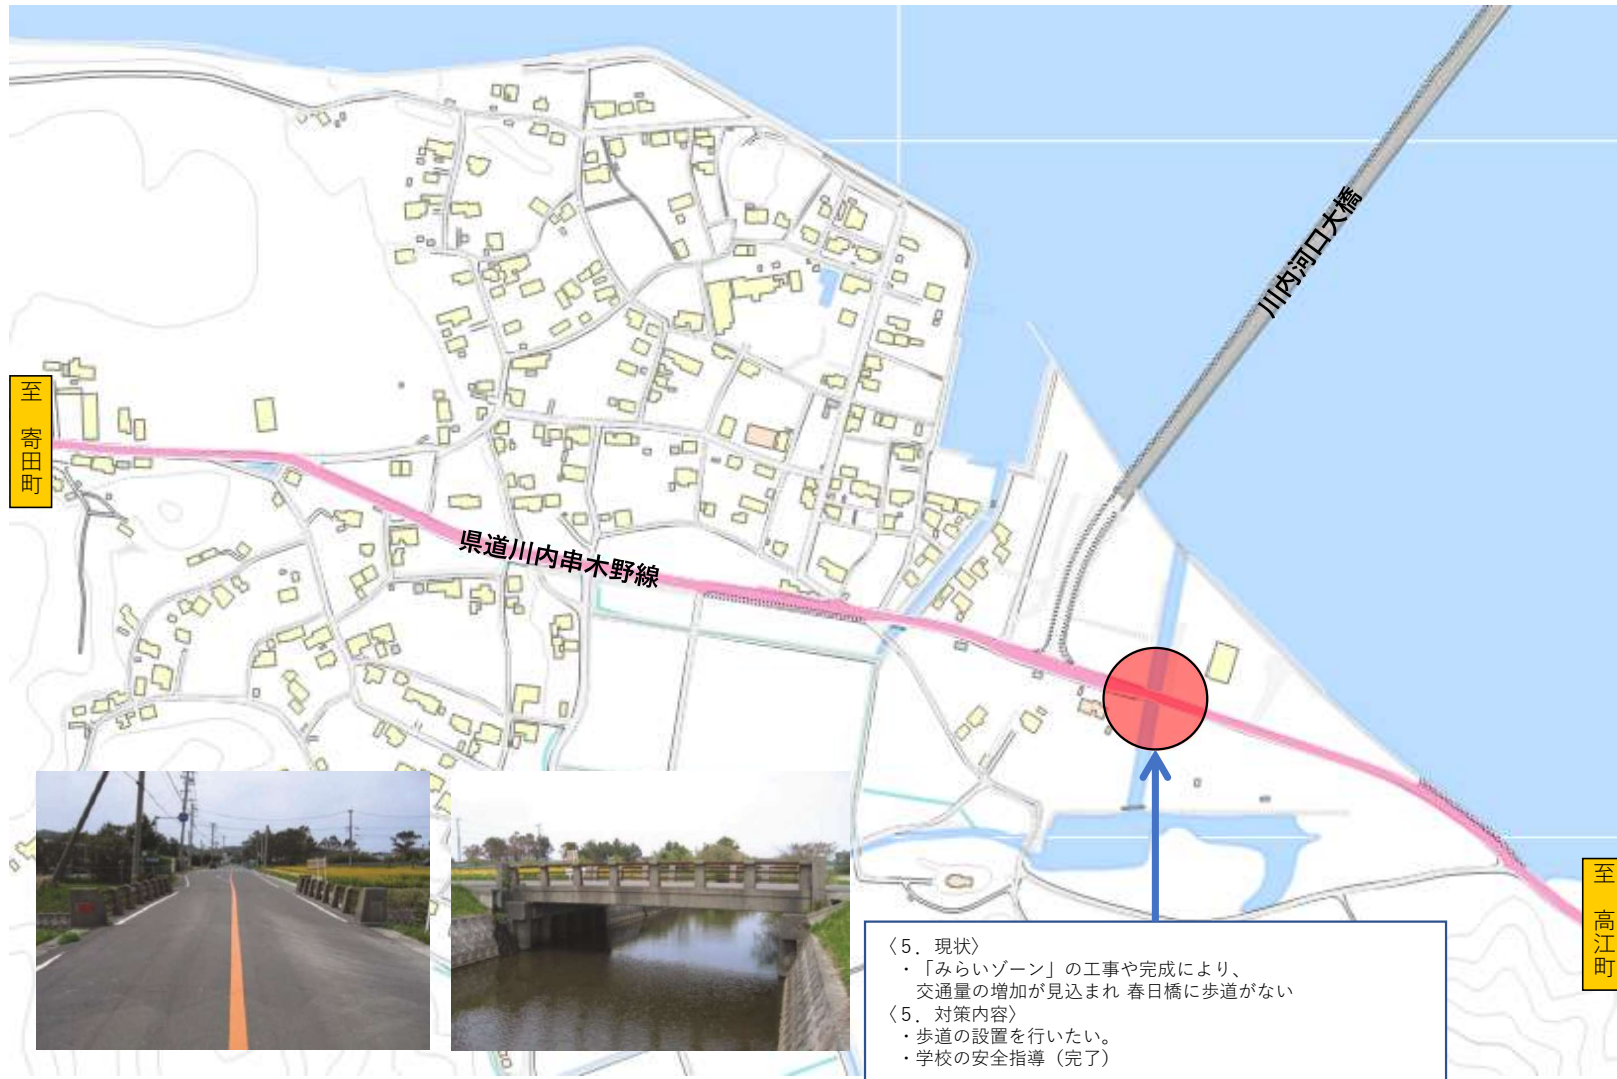 川内河口大橋
至 寄田町
県道川内串木野線
至 高江町
〈5．現状〉
・「みらいゾーン」の工事や完成により、
交通量の増加が見込まれ 春日橋に歩道がない
〈5．対策内容〉
・歩道の設置を行いたい。
・学校の安全指導（完了）